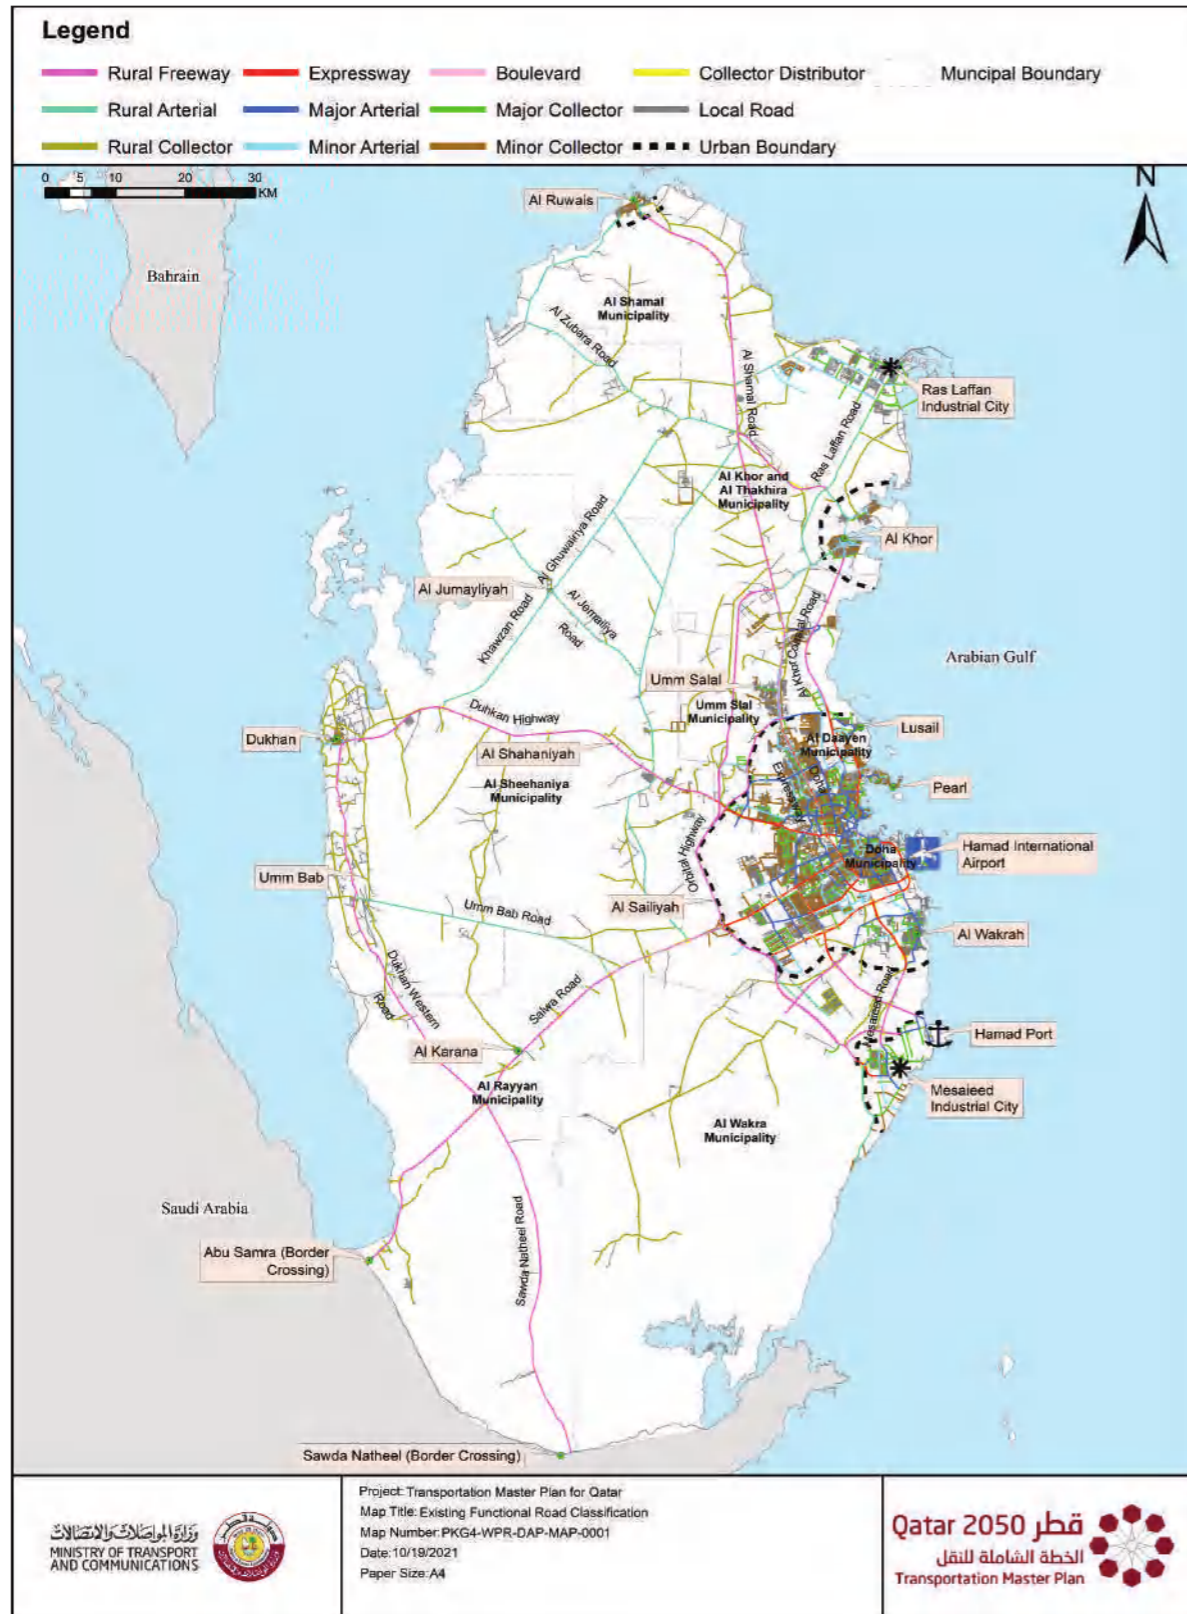 Legend
Rural Freeway
Expressway
Boulevard
Collector Distributor
Muncipal Boundary
Rural Arterial
Major Arterial
Major Collector
Local Road
Rural Collector
Minor Arterial
Minor Collector
Urban Boundary
0 5 10 20 30
KM
N
Al Ruwais
Bahrain
Al Shamal
Municipality
Al Zubara Road
Al Shamal Road
Ras Laffan
Industrial City
Ras Laffan Road
Al Khor and
Al Thakhira
Municipality
Al Ghuwairiya Road
Al Khor
Al Jumayliyah
Al Jemailiya
Road
Khawzan Road
Al Khor Coastal Road
Arabian Gulf
Umm Salal
Umm Slal
Municipality
Duhkan Highway
Lusail
Dukhan
Al Daayen
Municipality
Al Shahaniyah
Al Sheehaniya
Municipality
Doha
Expressway
Pearl
Orbital Highway
Doha
Municipality
Hamad International
Airport
Umm Bab
Umm Bab Road
Al Sailiyah
Al Wakrah
Dukhan Western
Road
Salwa Road
Mesaieed Road
Hamad Port
Al Karana
Al Rayyan
Municipality
Mesaieed
Industrial City
Al Wakra
Municipality
Saudi Arabia
Sawda Natheel Road
Abu Samra (Border
Crossing)
Sawda Natheel (Border Crossing)
وزارة المواصلات والاتصالات
MINISTRY OF TRANSPORT
AND COMMUNICATIONS
Project: Transportation Master Plan for Qatar
Map Title: Existing Functional Road Classification
Map Number: PKG4-WPR-DAP-MAP-0001
Date: 10/19/2021
Paper Size: A4
Qatar 2050 قطر
الخطة الشاملة للنقل
Transportation Master Plan